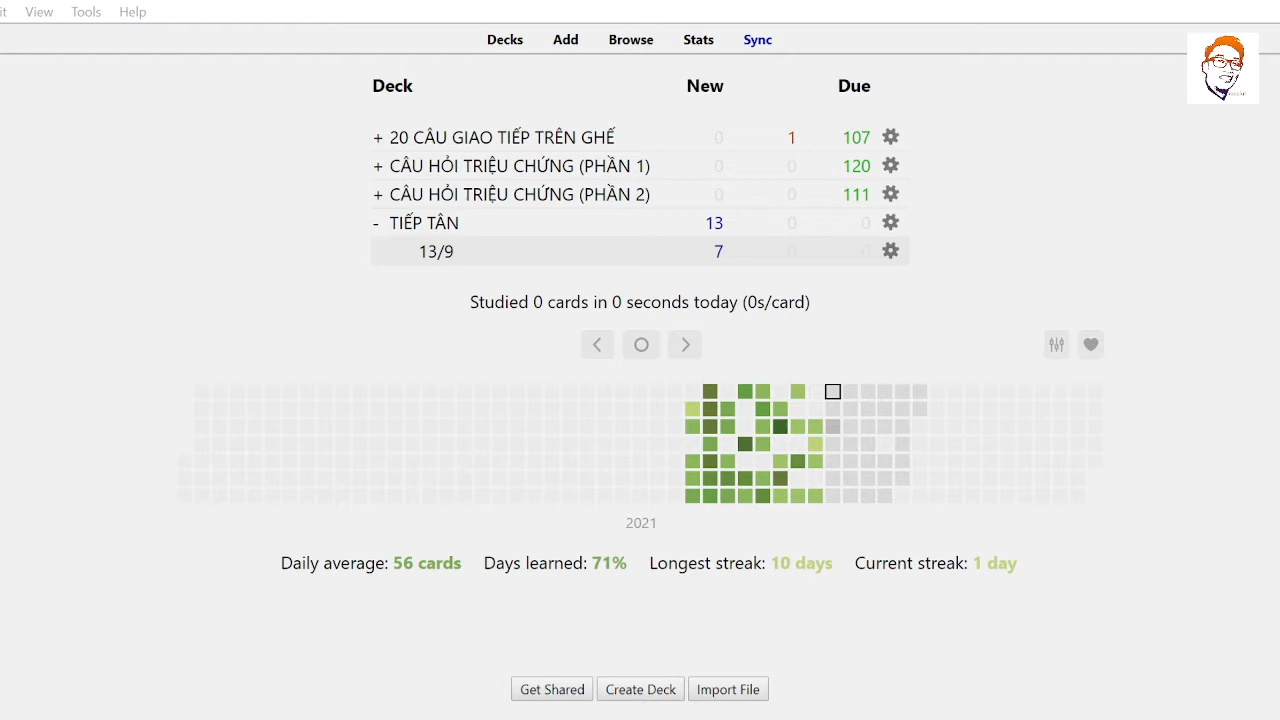 it View Tools Help
Decks Add Browse Stats Sync
Deck New Due
+ 20 CÂU GIAO TIẾP TRÊN GHẾ 0 1 107
+ CÂU HỎI TRIỆU CHỨNG (PHẦN 1) 0 0 120
+ CÂU HỎI TRIỆU CHỨNG (PHẦN 2) 0 0 111
- TIẾP TÂN 13 0 0
13/9 7 0 0
Studied 0 cards in 0 seconds today (0s/card)
2021
Daily average: 56 cards Days learned: 71% Longest streak: 10 days Current streak: 1 day
Get Shared Create Deck Import File